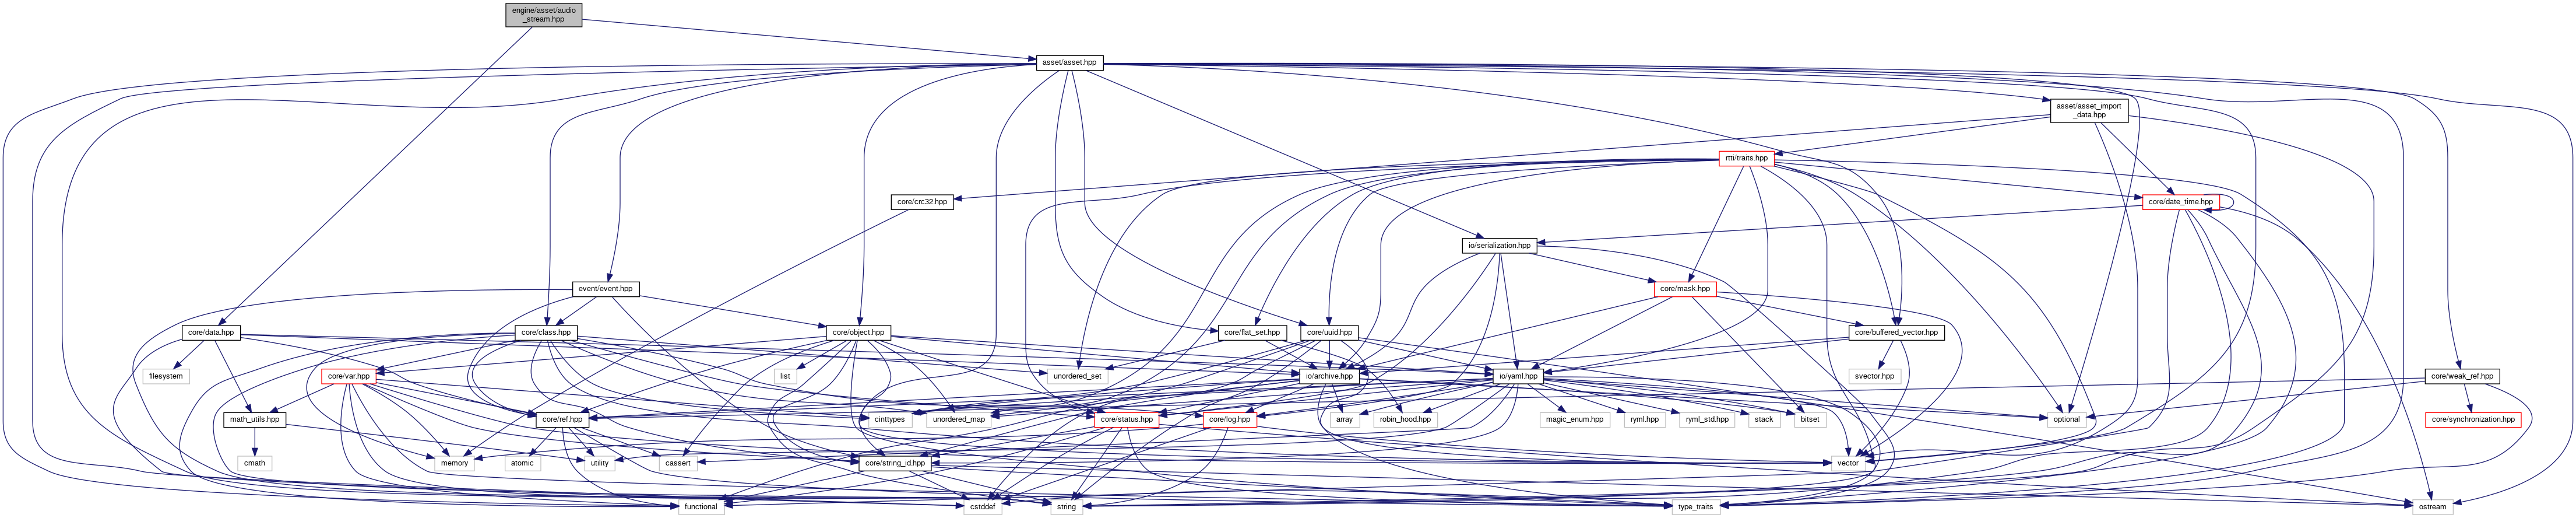 engine/asset/audio
_stream.hpp
asset/asset.hpp
asset/asset_import
_data.hpp
rtti/traits.hpp
core/crc32.hpp
core/date_time.hpp
io/serialization.hpp
event/event.hpp
core/mask.hpp
core/data.hpp
core/class.hpp
core/object.hpp
core/flat_set.hpp
core/uuid.hpp
core/buffered_vector.hpp
filesystem
core/var.hpp
list
unordered_set
io/archive.hpp
io/yaml.hpp
svector.hpp
core/weak_ref.hpp
math_utils.hpp
core/ref.hpp
cinttypes
unordered_map
core/status.hpp
core/log.hpp
array
robin_hood.hpp
magic_enum.hpp
ryml.hpp
ryml_std.hpp
stack
bitset
optional
core/synchronization.hpp
cmath
memory
atomic
utility
cassert
core/string_id.hpp
vector
functional
cstddef
string
type_traits
ostream